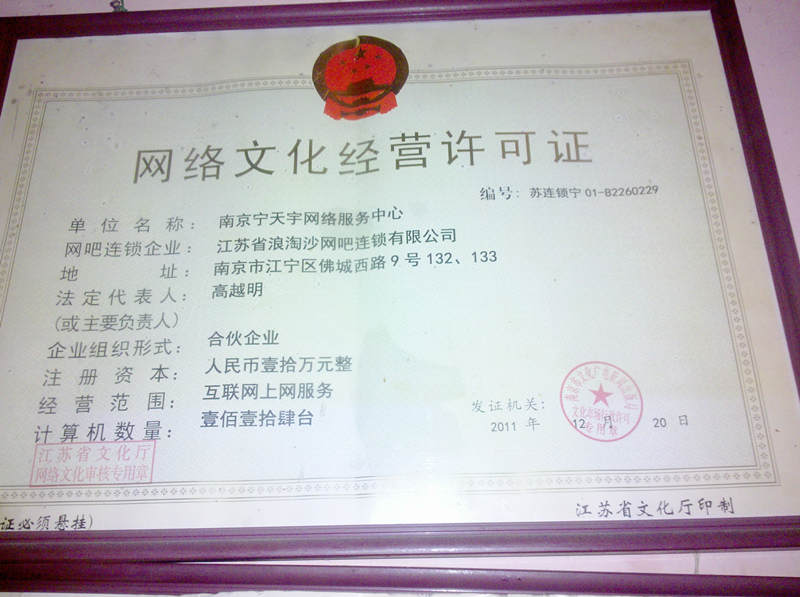 网络文化经营许可证
编号: 苏连锁宁 01-B2260229
单位名称: 南京宁天宇网络服务中心
网吧连锁企业: 江苏省浪淘沙网吧连锁有限公司
地址: 南京市江宁区佛城西路9号132、133
法定代表人: 高越明
(或主要负责人)
企业组织形式: 合伙企业
注册资本: 人民币壹拾万元整
经营范围: 互联网上网服务
计算机数量: 壹佰壹拾肆台
发证机关:
2011 年 12 月 20 日
专用章
江苏省文化厅
网络文化审核专用章
证必须悬挂)
江苏省文化厅印制